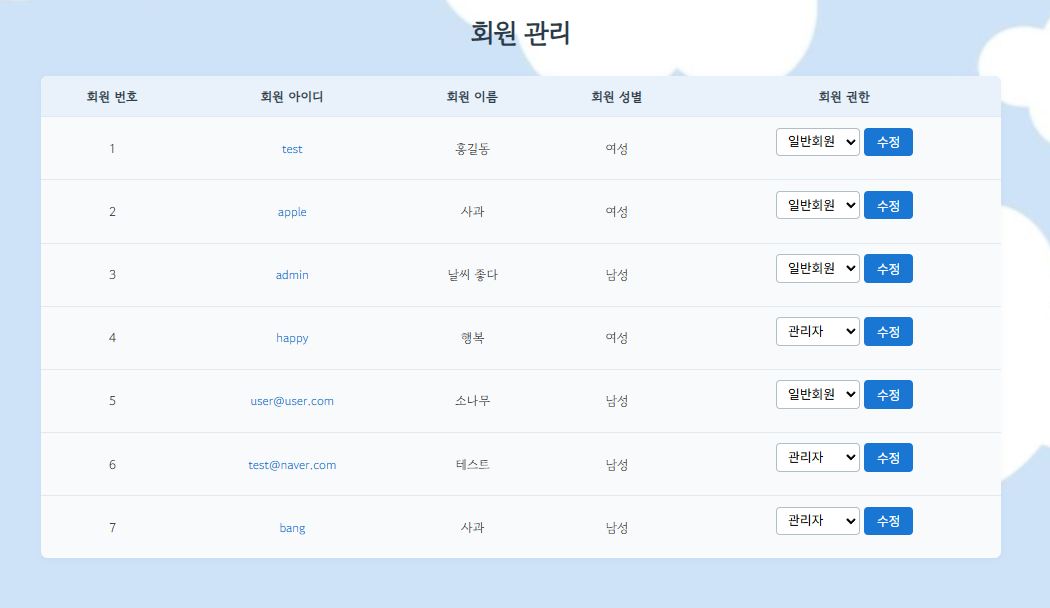 회원 관리
회원 번호 회원 아이디 회원 이름 회원 성별 회원 권한
1 test 홍길동 여성 일반회원 수정
2 apple 사과 여성 일반회원 수정
3 admin 날씨 좋다 남성 일반회원 수정
4 happy 행복 여성 관리자 수정
5 user@user.com 소나무 남성 일반회원 수정
6 test@naver.com 테스트 남성 관리자 수정
7 bang 사과 남성 관리자 수정